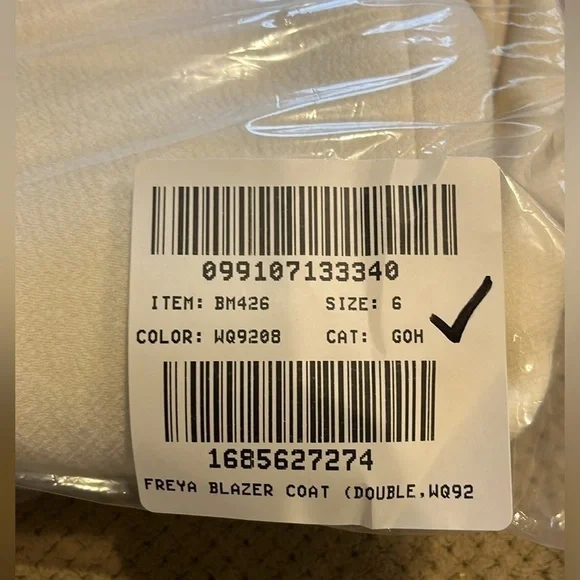 099107133340
ITEM: BM426 SIZE: 6
COLOR: WQ9208 CAT: GOH
1685627274
FREYA BLAZER COAT (DOUBLE,WQ92